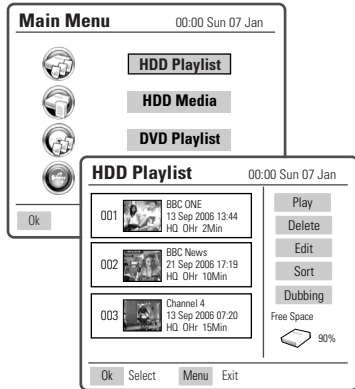 Main Menu 00:00 Sun 07 Jan
HDD Playlist
HDD Media
DVD Playlist
Ok
HDD Playlist 00:00 Sun 07 Jan
001 BBC ONE
13 Sep 2006 13:44
HQ 0Hr 2Min
002 BBC News
21 Sep 2006 17:19
HQ 0Hr 10Min
003 Channel 4
13 Sep 2006 07:20
HQ 0Hr 15Min
Play
Delete
Edit
Sort
Dubbing
Free Space
90%
Ok Select Menu Exit